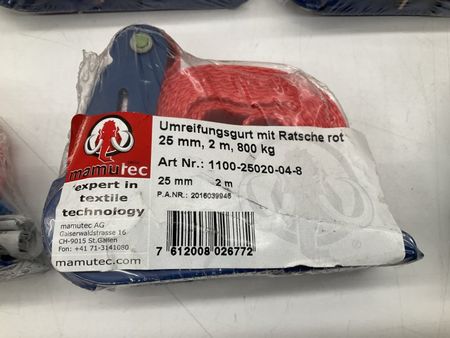 Umreifungsgurt mit Ratsche rot
25 mm, 2 m, 800 kg
Art Nr.: 1100-25020-04-8
25 mm 2 m
P.A.NR.: 2016039946
7 612008 026772
mamutec
expert in
textile
technology
mamutec AG
Gaiserwaldstrasse 16
CH-9015 St.Gallen
Fon: +41 71-3141080
mamutec.com